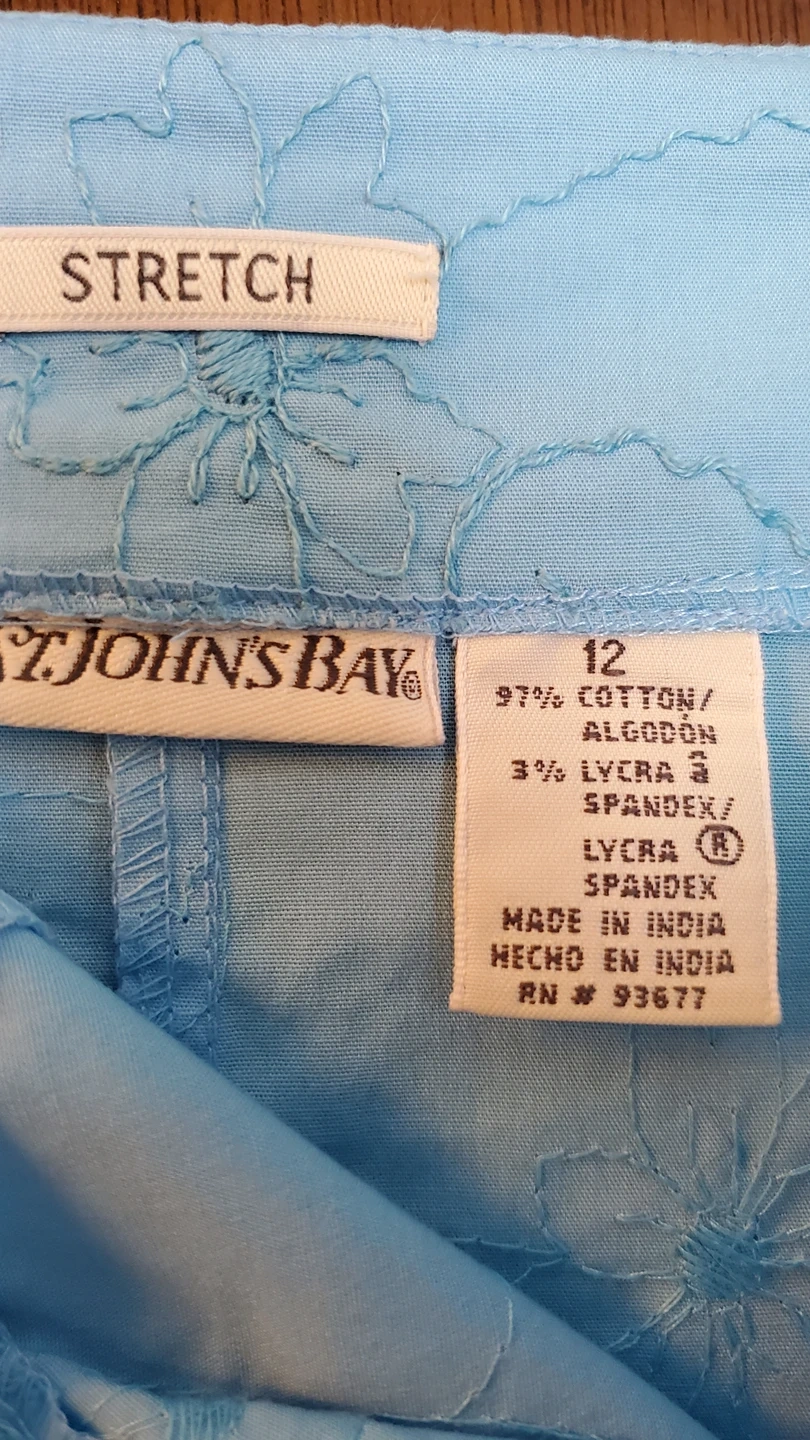 STRETCH
ST. JOHN'S BAY®
12
97% COTTON/
ALGODÓN
3% LYCRA â
SPANDEX/
LYCRA ®
SPANDEX
MADE IN INDIA
HECHO EN INDIA
RN # 93677